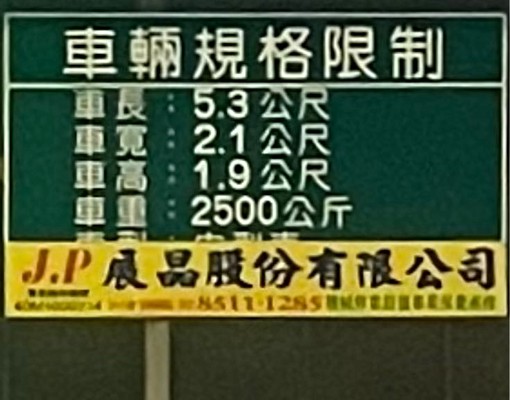 車輛規格限制
車長：5.3公尺
車寬：2.1公尺
車高：1.9公尺
車重：2500公斤
J.P 展品股份有限公司
8511-1285